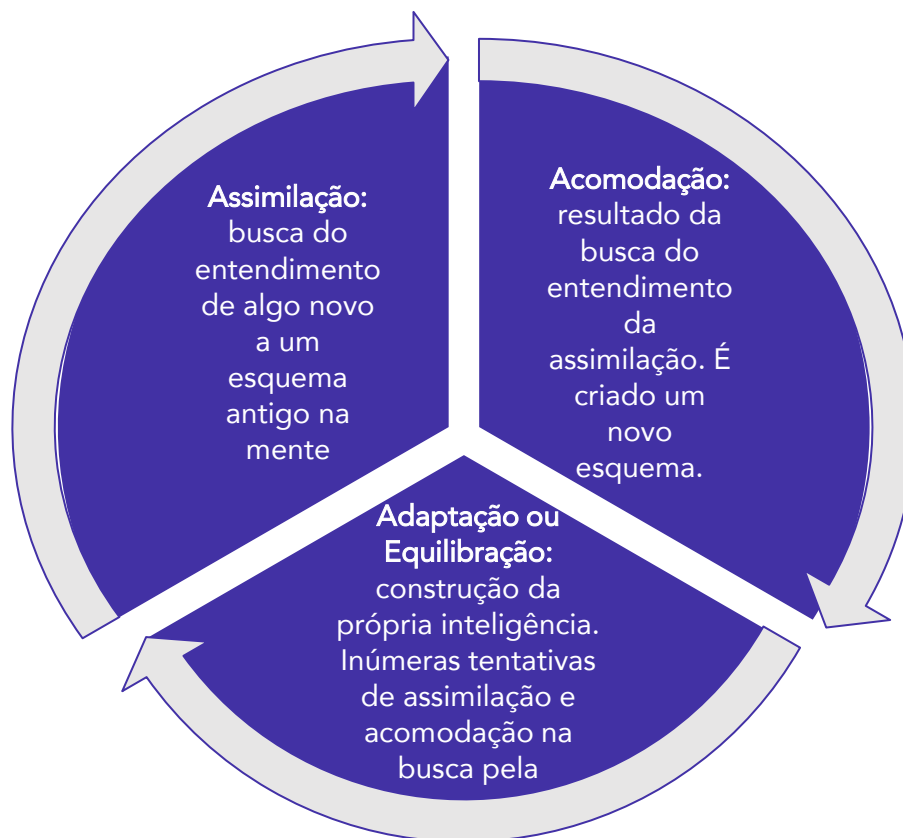 Assimilação:
busca do
entendimento
de algo novo
a um
esquema
antigo na
mente
Acomodação:
resultado da
busca do
entendimento
da
assimilação. É
criado um
novo
esquema.
Adaptação ou
Equilibração:
construção da
própria inteligência.
Inúmeras tentativas
de assimilação e
acomodação na
busca pela